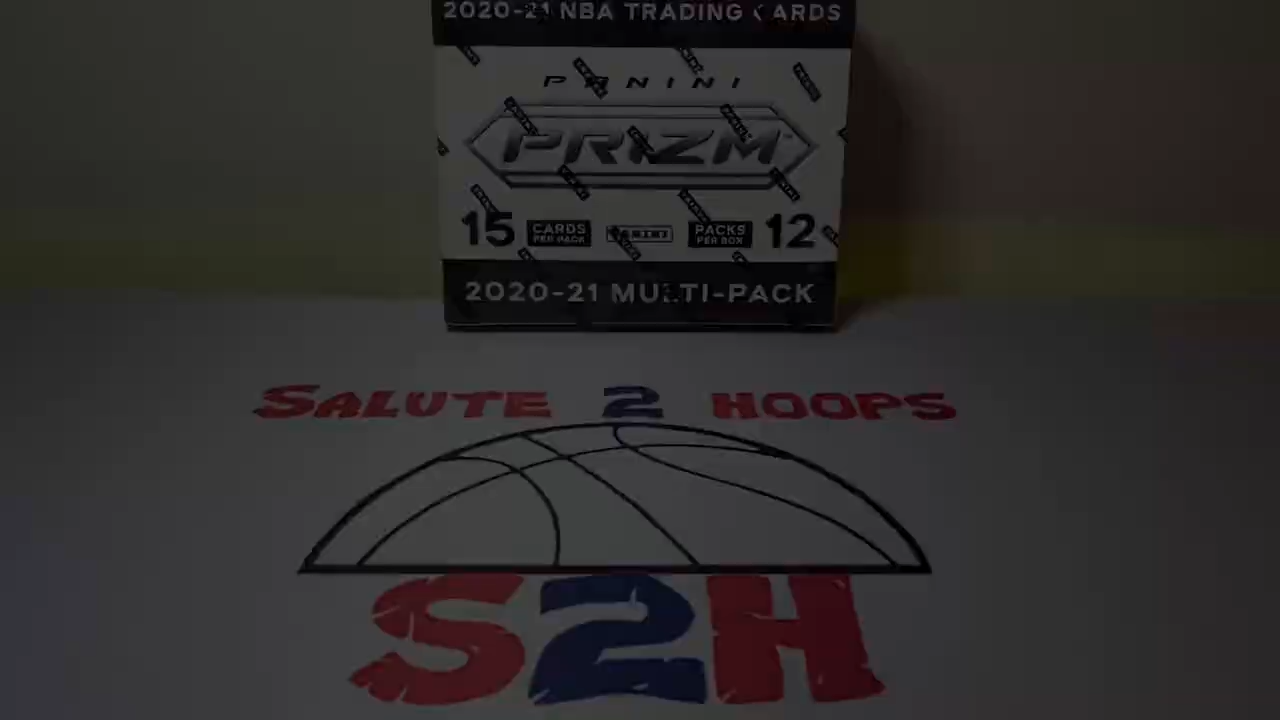 2020-21 NBA TRADING CARDS
PANINI
PRIZM
15 CARDS PER PACK PANINI PACKS PER BOX 12
2020-21 MULTI-PACK
SALUTE 2 HOOPS
S2H